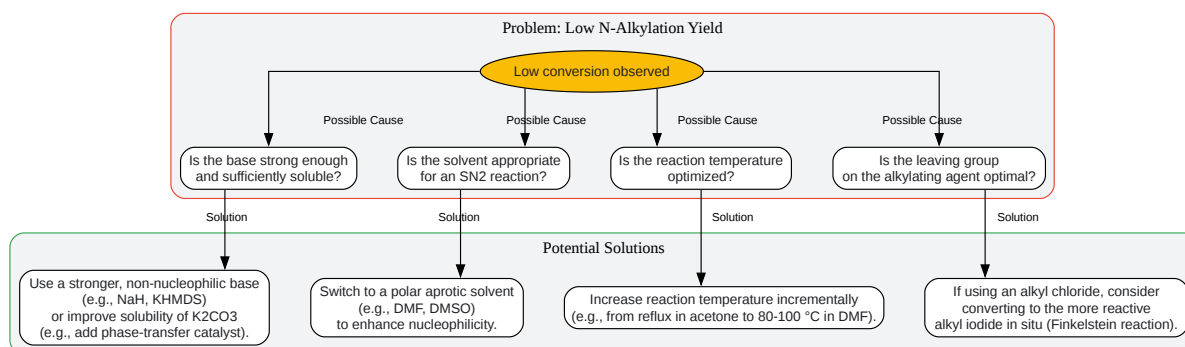 Problem: Low N-Alkylation Yield
Low conversion observed
Possible Cause
Possible Cause
Possible Cause
Possible Cause
Is the base strong enough
and sufficiently soluble?
Is the solvent appropriate
for an SN2 reaction?
Is the reaction temperature
optimized?
Is the leaving group
on the alkylating agent optimal?
Solution
Solution
Solution
Solution
Potential Solutions
Use a stronger, non-nucleophilic base
(e.g., NaH, KHMDS)
or improve solubility of K2CO3
(e.g., add phase-transfer catalyst).
Switch to a polar aprotic solvent
(e.g., DMF, DMSO)
to enhance nucleophilicity.
Increase reaction temperature incrementally
(e.g., from reflux in acetone to 80-100 °C in DMF).
If using an alkyl chloride, consider
converting to the more reactive
alkyl iodide in situ (Finkelstein reaction).